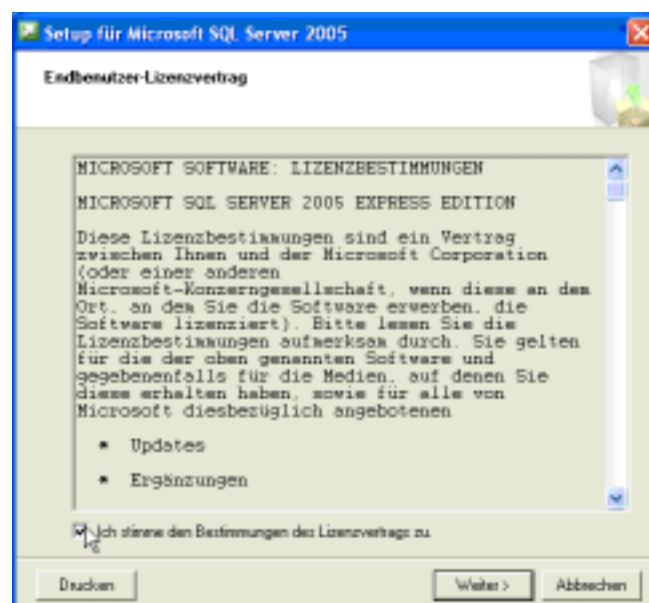 Setup für Microsoft SQL Server 2005
Endbenutzer-Lizenzvertrag
MICROSOFT SOFTWARE: LIZENZBESTIMMUNGEN
MICROSOFT SQL SERVER 2005 EXPRESS EDITION
Diese Lizenzbestimmungen sind ein Vertrag
zwischen Ihnen und der Microsoft Corporation
(oder einer anderen
Microsoft-Konzerngesellschaft, wenn diese an dem
Ort, an dem Sie die Software erwerben, die
Software lizenziert). Bitte lesen Sie die
Lizenzbestimmungen aufmerksam durch. Sie gelten
für die der oben genannten Software und
gegebenenfalls für die Medien, auf denen Sie
diese erhalten haben, sowie für alle von
Microsoft diesbezüglich angebotenen
* Updates
* Ergänzungen
Ich stimme den Bestimmungen des Lizenzvertrags zu.
Drucken
Weiter >
Abbrechen